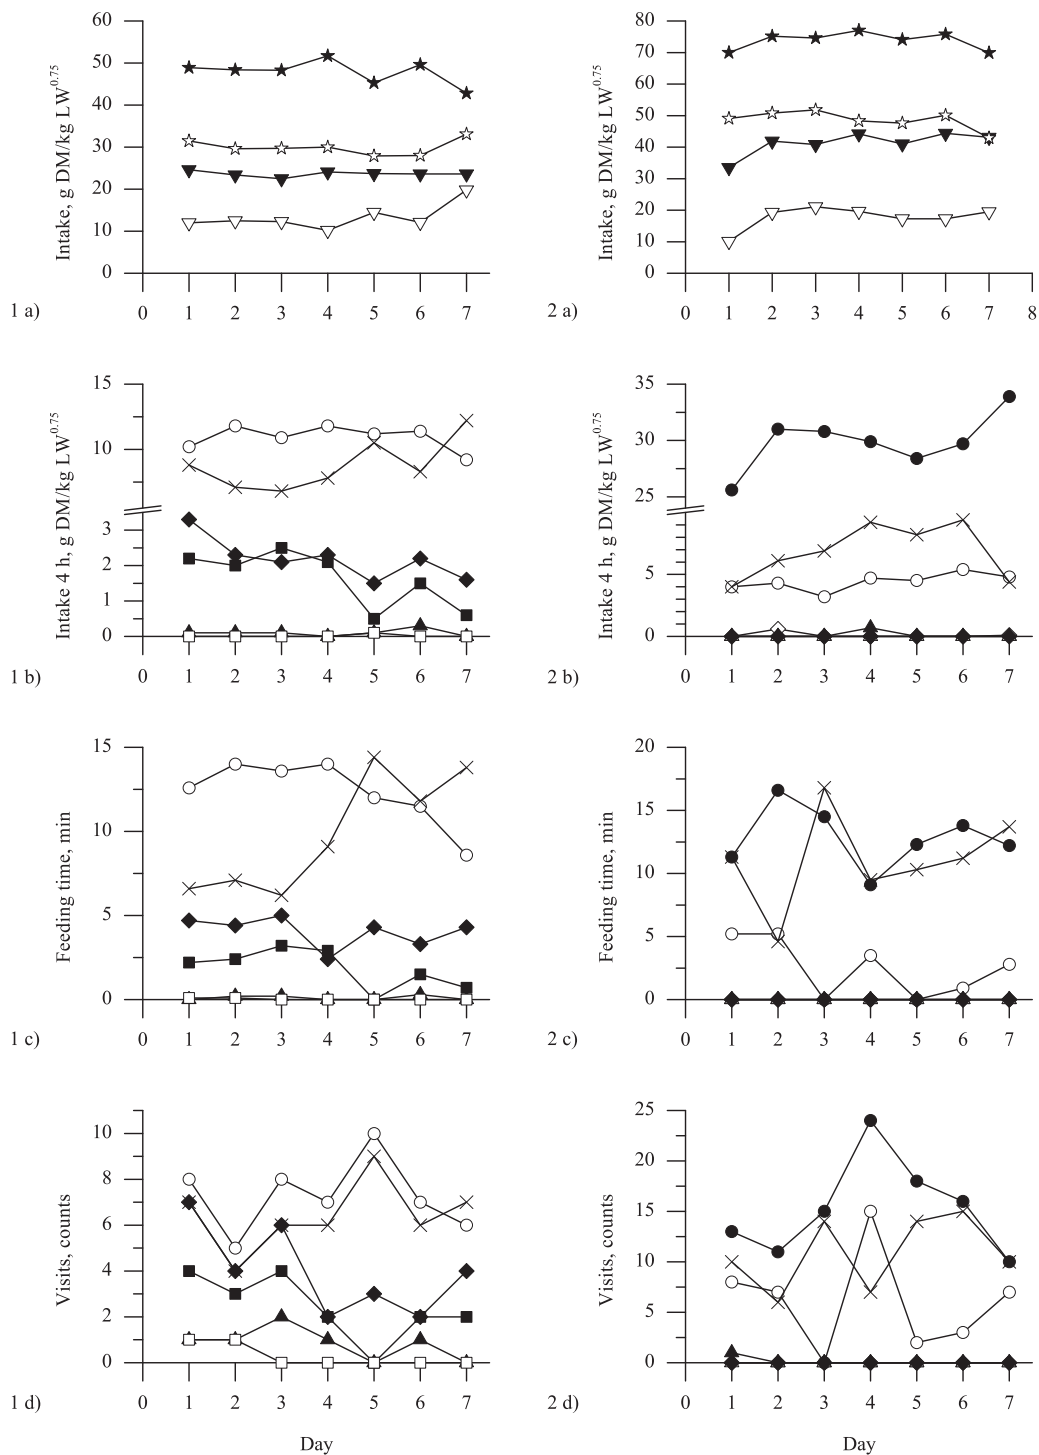 60
50
40
30
20
10
0
Intake, g DM/kg LW0.75
0 1 2 3 4 5 6 7
1 a)
80
70
60
50
40
30
20
10
0
Intake, g DM/kg LW0.75
0 1 2 3 4 5 6 7 8
2 a)
15
10
3
2
1
0
Intake 4 h, g DM/kg LW0.75
0 1 2 3 4 5 6 7
1 b)
35
30
25
5
0
Intake 4 h, g DM/kg LW0.75
0 1 2 3 4 5 6 7
2 b)
15
10
5
0
Feeding time, min
0 1 2 3 4 5 6 7
1 c)
20
15
10
5
0
Feeding time, min
0 1 2 3 4 5 6 7
2 c)
10
8
6
4
2
0
Visits, counts
0 1 2 3 4 5 6 7
1 d)
Day
25
20
15
10
5
0
Visits, counts
0 1 2 3 4 5 6 7
2 d)
Day